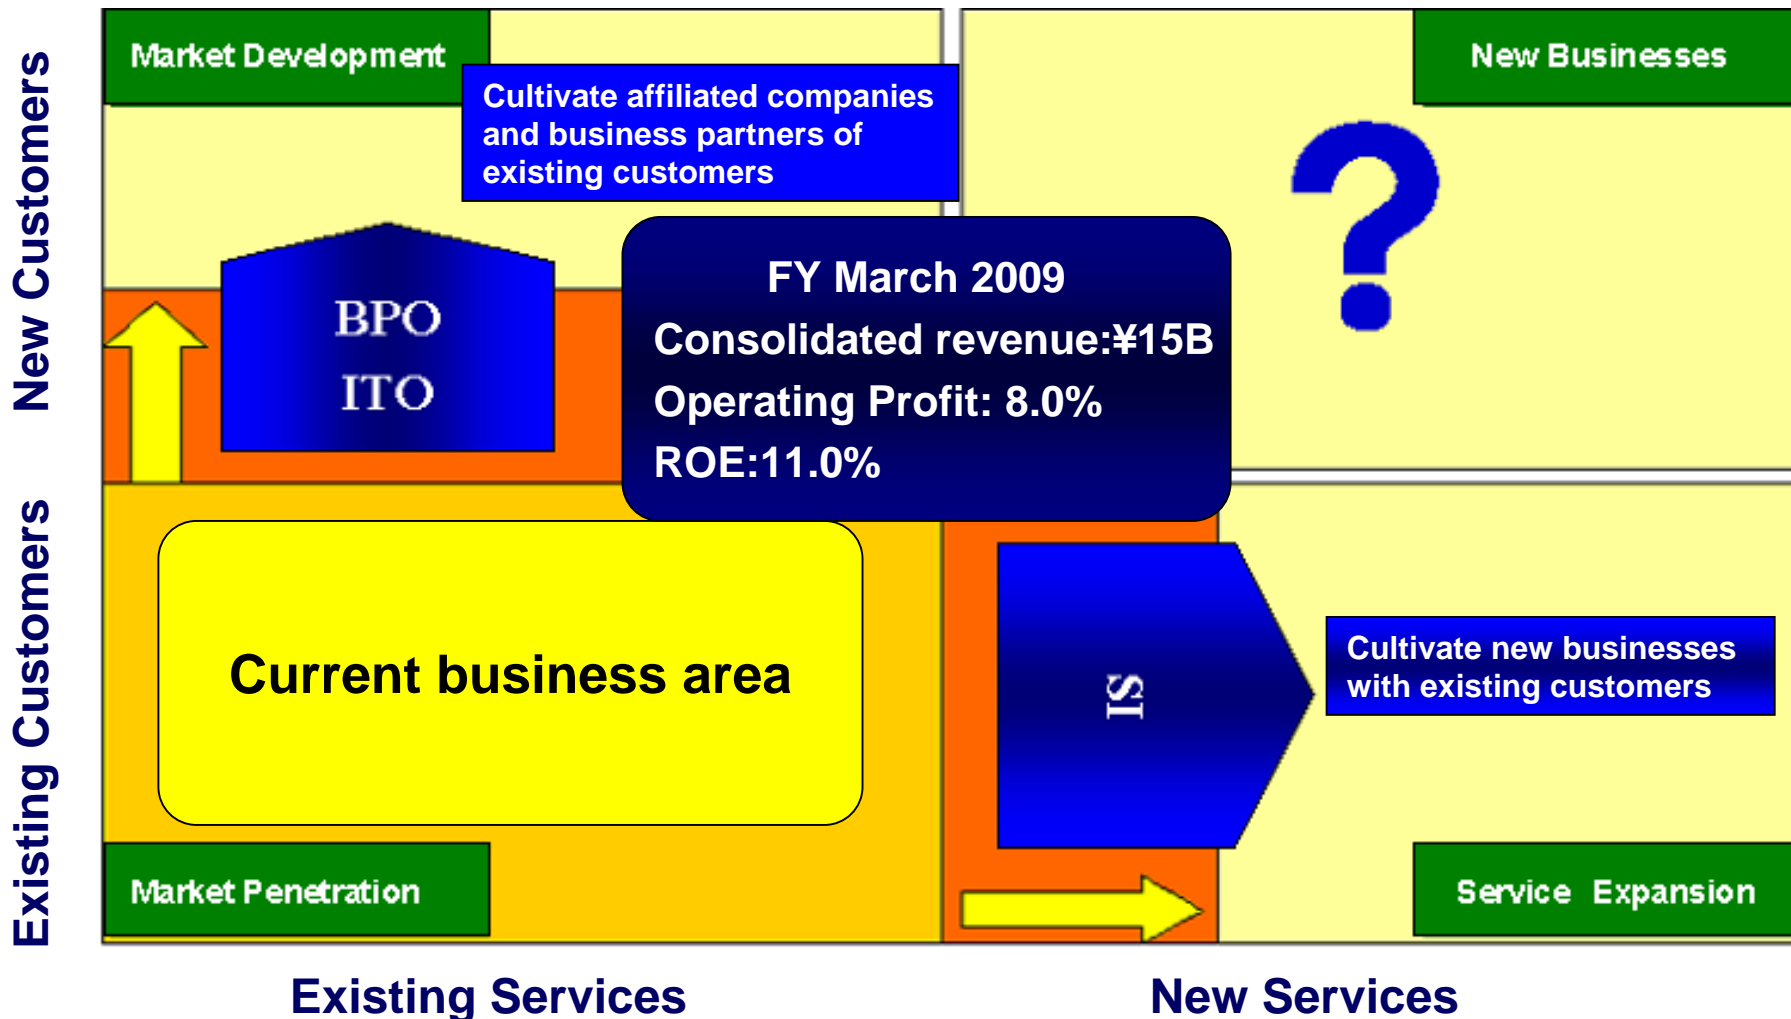 New Customers
Market Development
Cultivate affiliated companies
and business partners of
existing customers
New Businesses
?
BPO
ITO
FY March 2009
Consolidated revenue:¥15B
Operating Profit: 8.0%
ROE:11.0%
Existing Customers
Current business area
Market Penetration
IS
Cultivate new businesses
with existing customers
Service Expansion
Existing Services
New Services